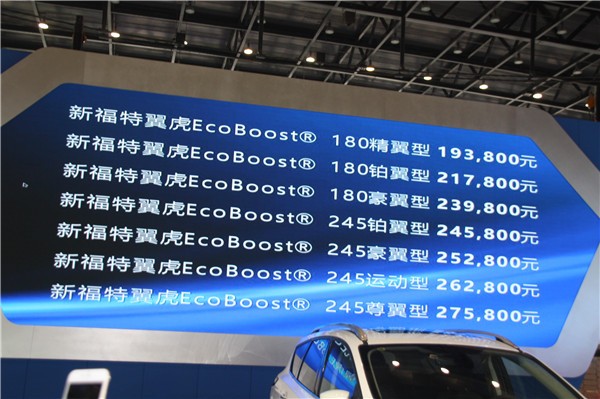 新福特翼虎EcoBoost® 180精翼型 193,800元
新福特翼虎EcoBoost® 180铂翼型 217,800元
新福特翼虎EcoBoost® 180豪翼型 239,800元
新福特翼虎EcoBoost® 245铂翼型 245,800元
新福特翼虎EcoBoost® 245豪翼型 252,800元
新福特翼虎EcoBoost® 245运动型 262,800元
新福特翼虎EcoBoost® 245尊翼型 275,800元